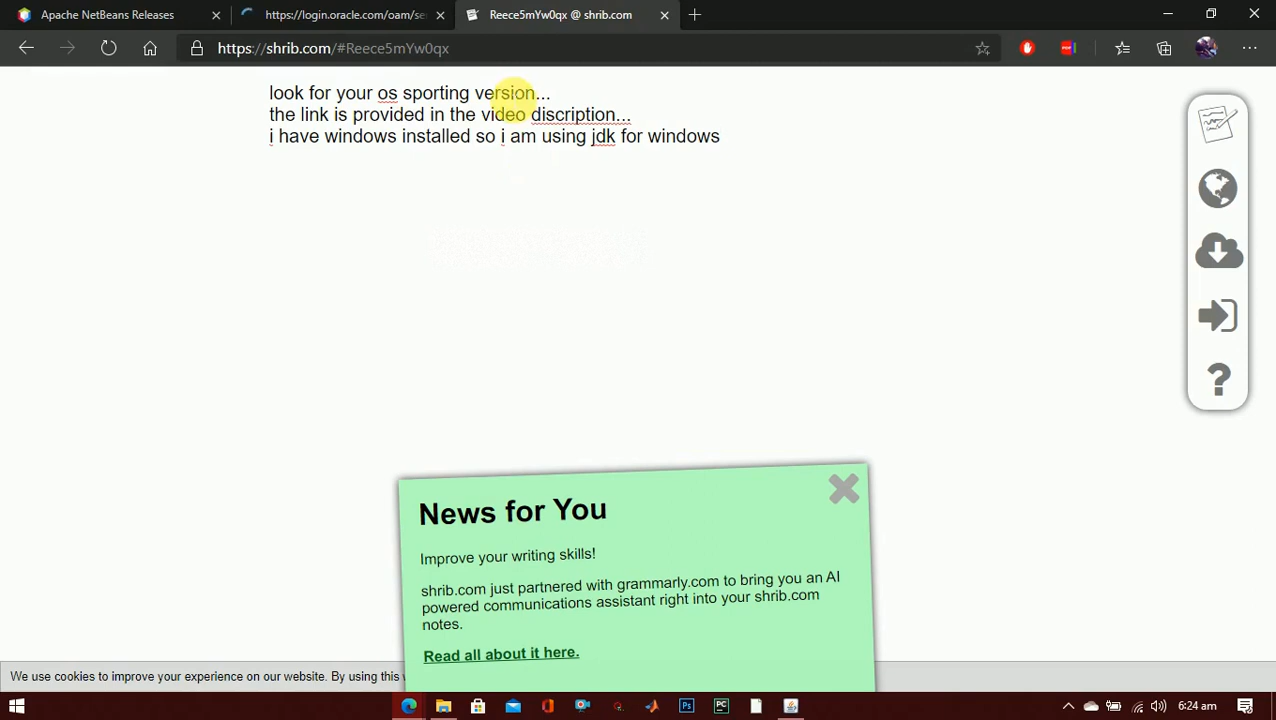 Apache NetBeans Releases
https://login.oracle.com/oam/se
Reece5mYw0qx @ shrib.com
https://shrib.com/#Reece5mYw0qx
look for your os sporting version...
the link is provided in the video discription...
i have windows installed so i am using jdk for windows
?
News for You
Improve your writing skills!
shrib.com just partnered with grammarly.com to bring you an AI
powered communications assistant right into your shrib.com
notes.
Read all about it here.
We use cookies to improve your experience on our website. By using this
Ps
PC
6:24 am